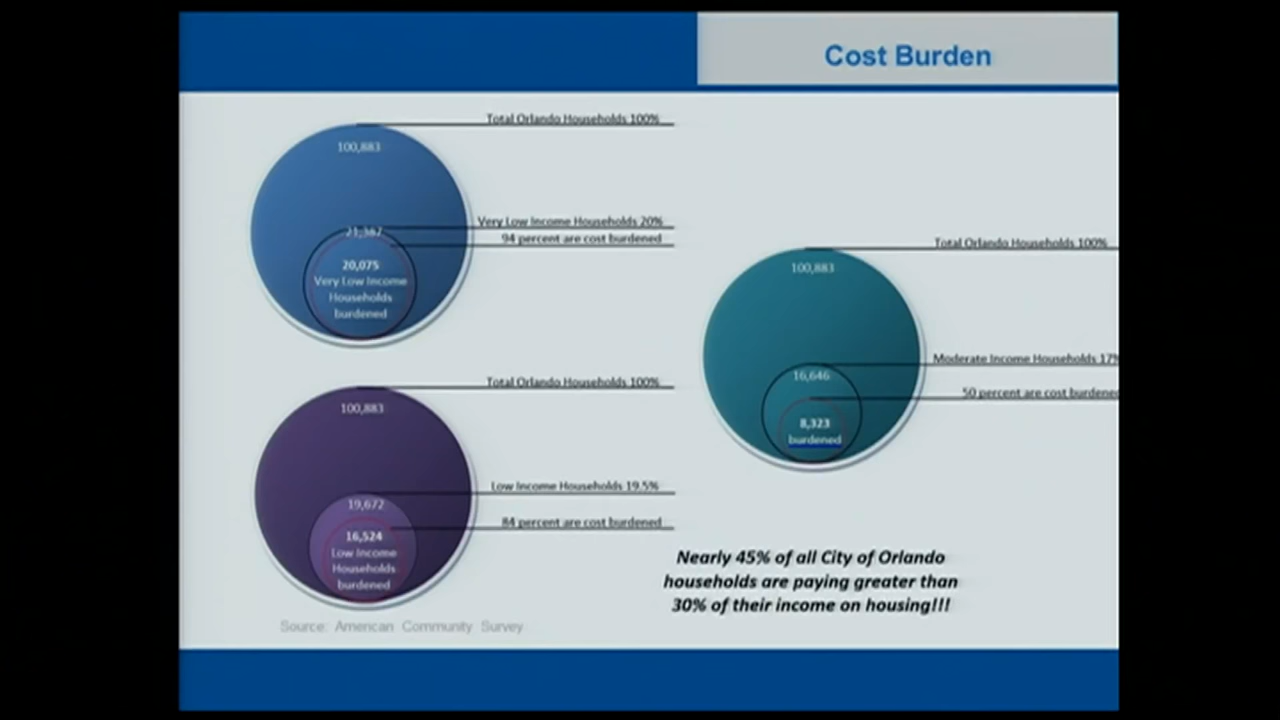 Cost Burden
Total Orlando Households 100%
100,883
Very Low Income Households 20%
21,387
94 percent are cost burdened
20,075
Very Low Income
Households
burdened
Total Orlando Households 100%
100,883
Low Income Households 19.5%
19,672
84 percent are cost burdened
16,524
Low Income
Households
burdened
Source: American Community Survey
Total Orlando Households 100%
100,883
Moderate Income Households 17%
16,646
50 percent are cost burdened
8,323
burdened
Nearly 45% of all City of Orlando
households are paying greater than
30% of their income on housing!!!